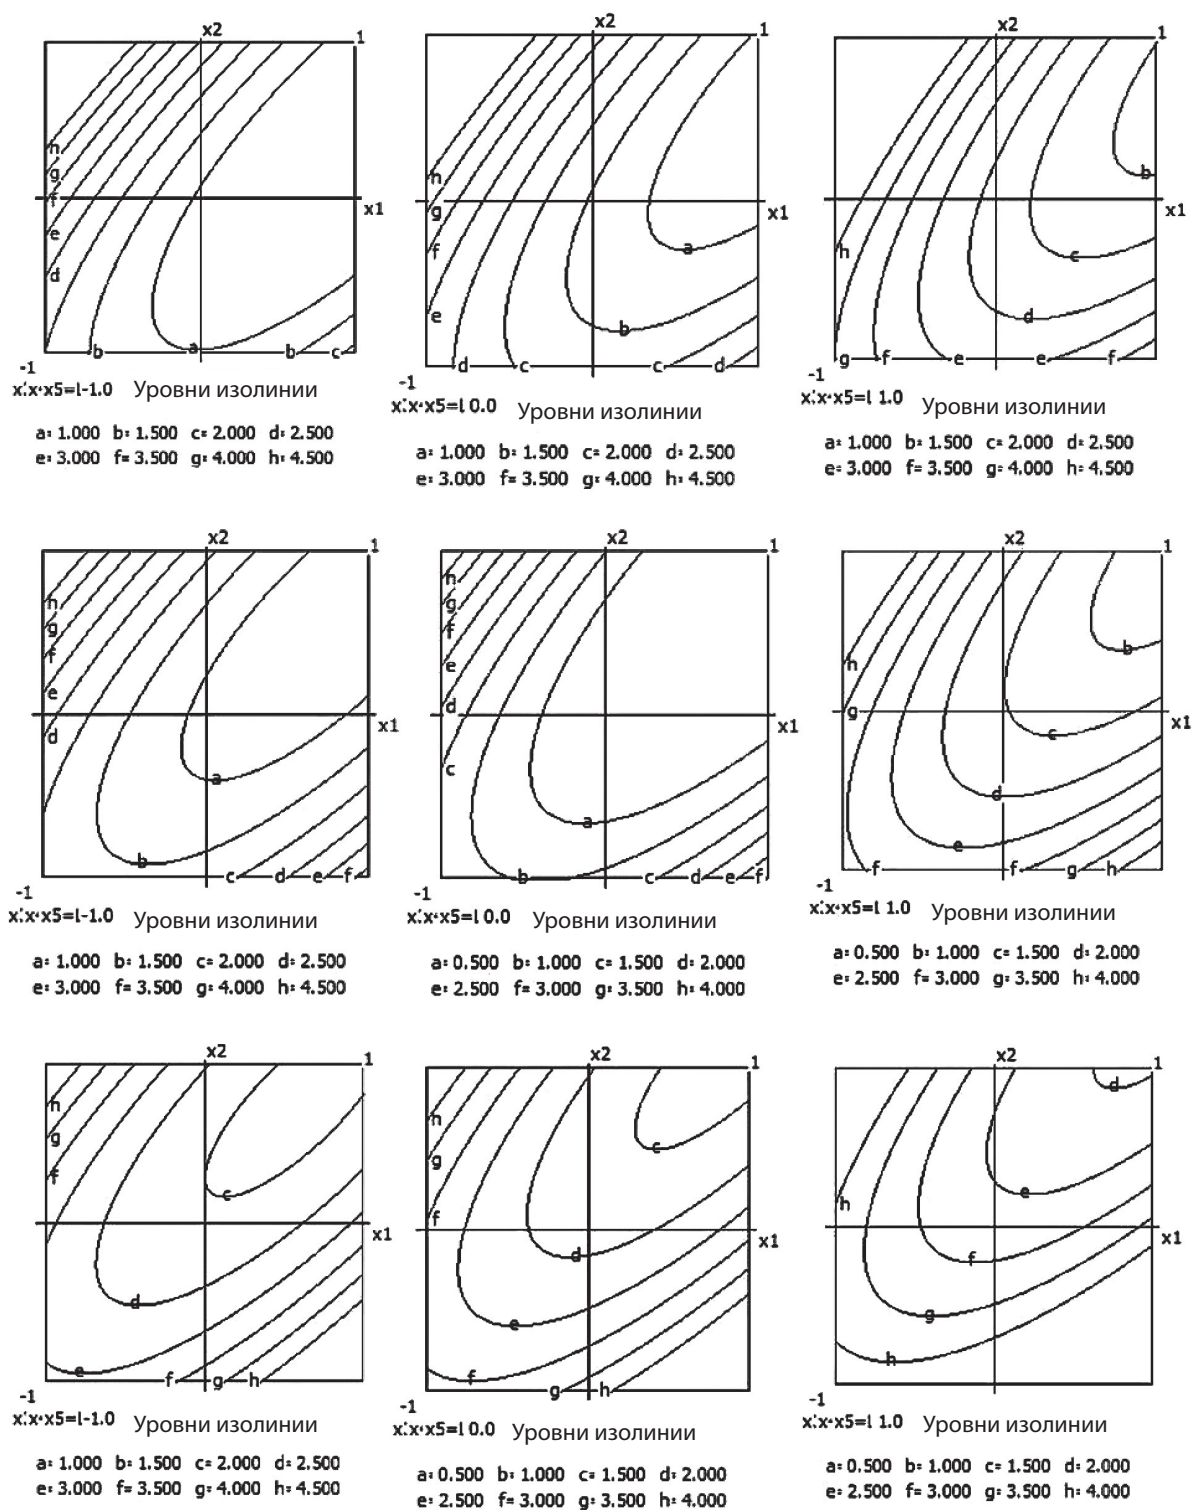 x2
1
h
g
f
e
d
x1
b a b c
-1
x:x·x5=l-1.0 Уровни изолинии
a: 1.000 b: 1.500 c= 2.000 d: 2.500
e: 3.000 f= 3.500 g: 4.000 h: 4.500
x2
1
h
g
f
e
x1
a
b
d c c d
-1
x:x·x5=l 0.0 Уровни изолинии
a: 1.000 b: 1.500 c= 2.000 d: 2.500
e: 3.000 f= 3.500 g: 4.000 h: 4.500
x2
1
b
x1
h
c
d
g f e e f
-1
x:x·x5=l 1.0 Уровни изолинии
a: 1.000 b: 1.500 c= 2.000 d: 2.500
e: 3.000 f= 3.500 g: 4.000 h: 4.500
x2
1
h
g
f
e
x1
d
a
b
c d e f
-1
x:x·x5=l-1.0 Уровни изолинии
a: 1.000 b: 1.500 c= 2.000 d: 2.500
e: 3.000 f= 3.500 g: 4.000 h: 4.500
x2
1
h
g
f
e
d
x1
c
a
b c d e f
-1
x:x·x5=l 0.0 Уровни изолинии
a: 0.500 b: 1.000 c= 1.500 d: 2.000
e: 2.500 f= 3.000 g: 3.500 h: 4.000
x2
1
b
h
g
x1
c
d
e
f f g h
-1
x:x·x5=l 1.0 Уровни изолинии
a: 0.500 b: 1.000 c= 1.500 d: 2.000
e: 2.500 f= 3.000 g: 3.500 h: 4.000
x2
1
h
g
f
c
x1
d
e f g h
-1
x:x·x5=l-1.0 Уровни изолинии
a: 1.000 b: 1.500 c= 2.000 d: 2.500
e: 3.000 f= 3.500 g: 4.000 h: 4.500
x2
1
h
c
g
f
x1
d
e
f
g h
-1
x:x·x5=l 0.0 Уровни изолинии
a: 0.500 b: 1.000 c= 1.500 d: 2.000
e: 2.500 f= 3.000 g: 3.500 h: 4.000
x2
1
d
e
h
x1
f
g
h
-1
x:x·x5=l 1.0 Уровни изолинии
a: 0.500 b: 1.000 c= 1.500 d: 2.000
e: 2.500 f= 3.000 g: 3.500 h: 4.000